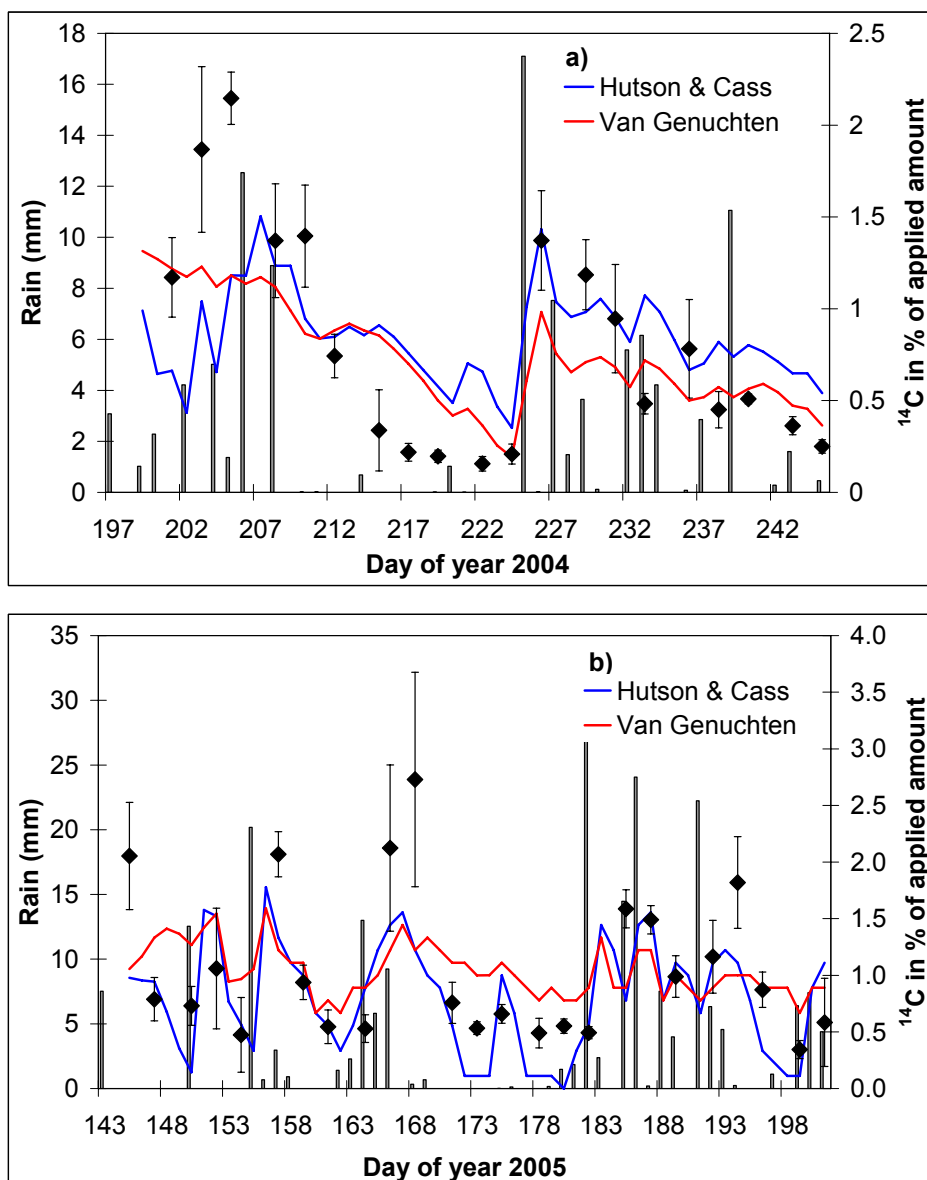 a)
Hutson & Cass
Van Genuchten
18
16
14
12
10
8
6
4
2
0
Rain (mm)
2.5
2
1.5
1
0.5
0
14C in % of applied amount
197 202 207 212 217 222 227 232 237 242
Day of year 2004
b)
Hutson & Cass
Van Genuchten
35
30
25
20
15
10
5
0
Rain (mm)
4.0
3.5
3.0
2.5
2.0
1.5
1.0
0.5
0.0
14C in % of applied amount
143 148 153 158 163 168 173 178 183 188 193 198
Day of year 2005